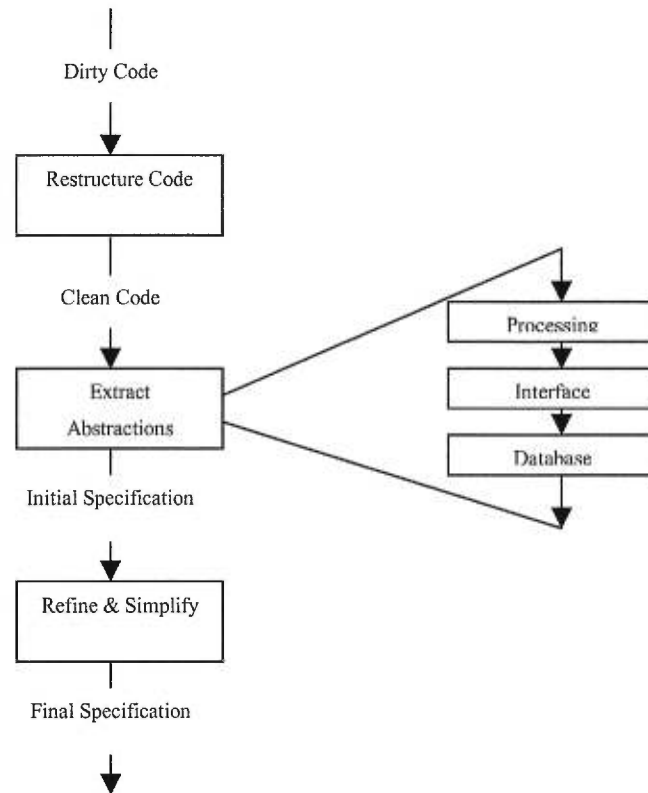 Dirty Code
Restructure Code
Clean Code
Extract
Abstractions
Initial Specification
Refine & Simplify
Final Specification
Processing
Interface
Database